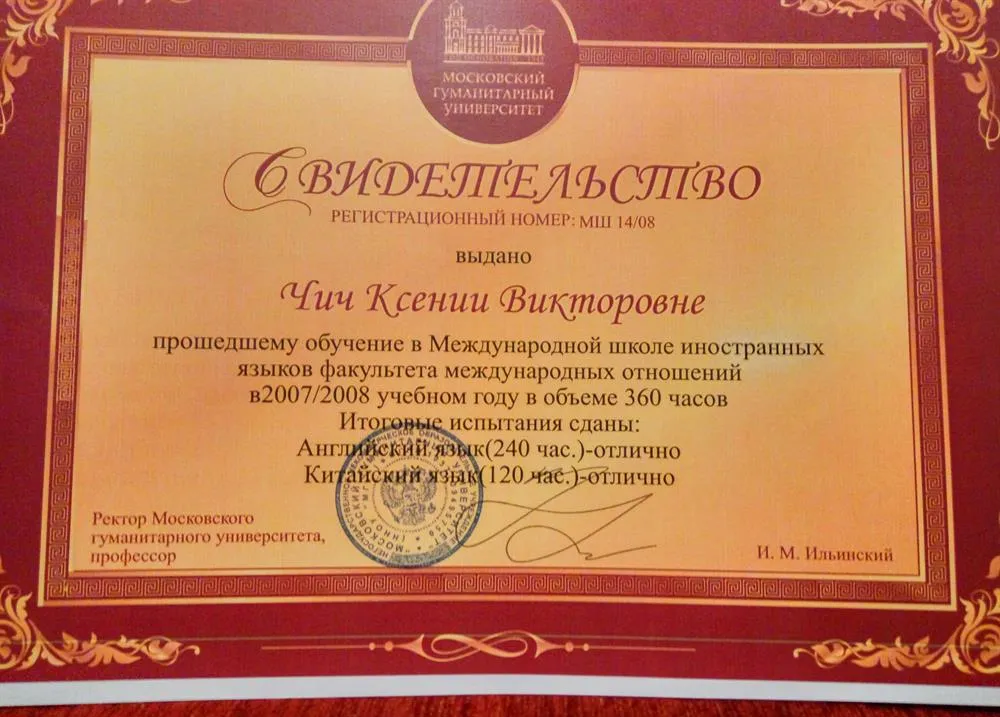 МОСКОВСКИЙ
ГУМАНИТАРНЫЙ
УНИВЕРСИТЕТ
СВИДЕТЕЛЬСТВО
РЕГИСТРАЦИОННЫЙ НОМЕР: МШ 14/08
выдано
Чич Ксении Викторовне
прошедшему обучение в Международной школе иностранных
языков факультета международных отношений
в2007/2008 учебном году в объеме 360 часов
Итоговые испытания сданы:
Английский язык(240 час.)-отлично
Китайский язык(120 час.)-отлично
Ректор Московского
гуманитарного университета,
профессор
И. М. Ильинский